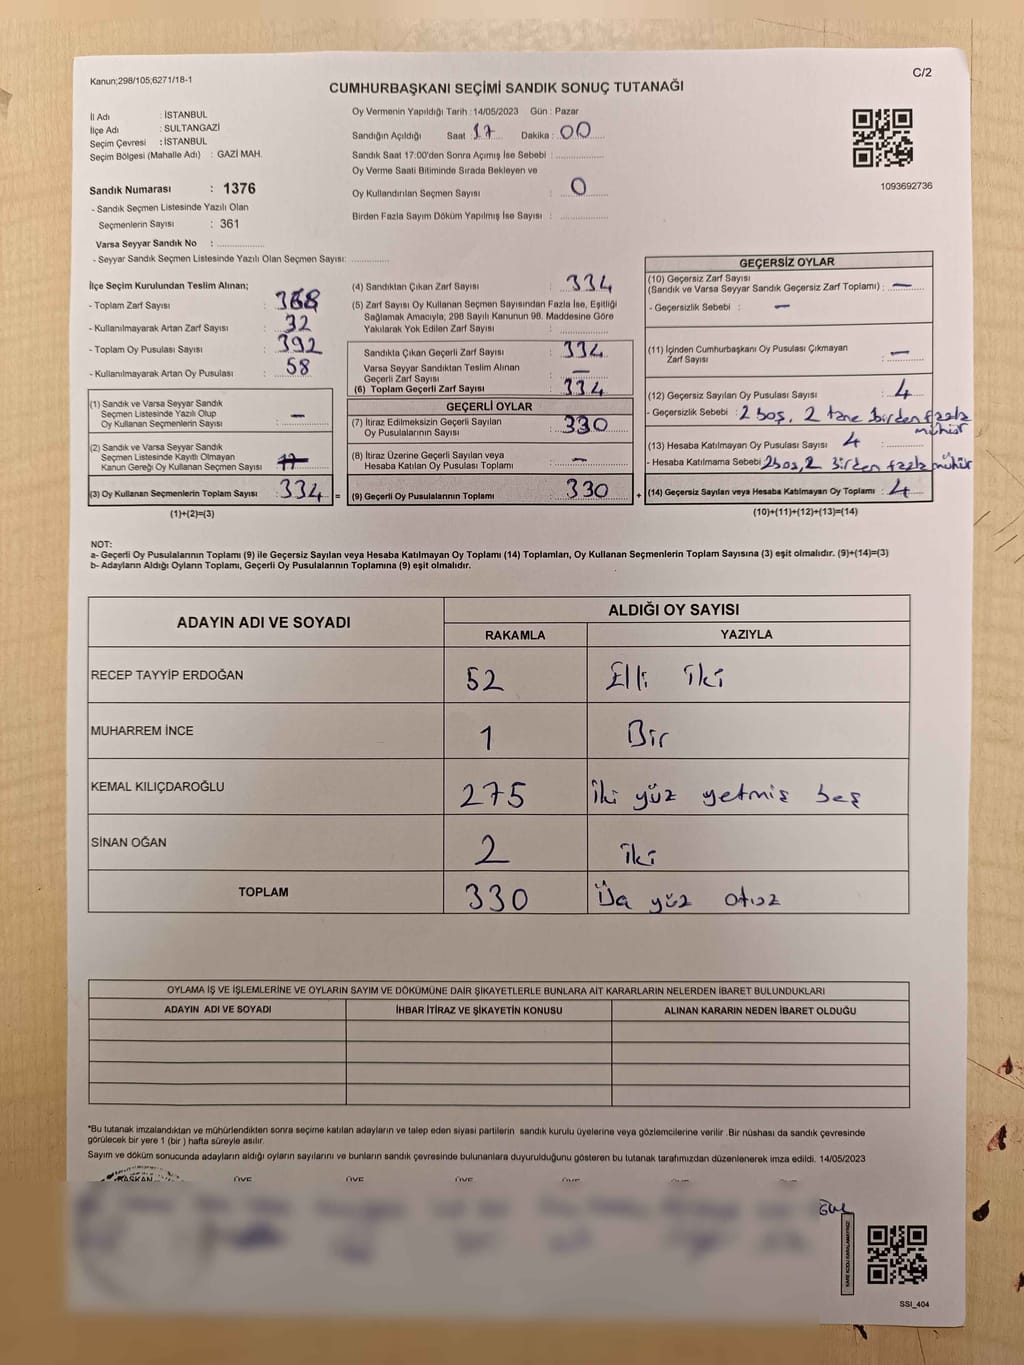 Kanun;298/105;6271/18-1
C/2
CUMHURBAŞKANI SEÇİMİ SANDIK SONUÇ TUTANAĞI
İl Adı : İSTANBUL
İlçe Adı : SULTANGAZİ
Seçim Çevresi : İSTANBUL
Seçim Bölgesi (Mahalle Adı) : GAZİ MAH.
Sandık Numarası : 1376
- Sandık Seçmen Listesinde Yazılı Olan
Seçmenlerin Sayısı : 361
Varsa Seyyar Sandık No :
- Seyyar Sandık Seçmen Listesinde Yazılı Olan Seçmen Sayısı:
Oy Vermenin Yapıldığı Tarih : 14/05/2023 Gün : Pazar
Sandığın Açıldığı Saat : 17 Dakika : 00
Sandık Saat 17:00'den Sonra Açımış İse Sebebi :
Oy Verme Saati Bitiminde Sırada Bekleyen ve
Oy Kullandırılan Seçmen Sayısı : 0
Birden Fazla Sayım Döküm Yapılmış İse Sayısı :
1093692736
İlçe Seçim Kurulundan Teslim Alınan;
- Toplam Zarf Sayısı :
- Kullanılmayarak Artan Zarf Sayısı : 32
- Toplam Oy Pusulası Sayısı : 392
- Kullanılmayarak Artan Oy Pusulası : 58
(1) Sandık ve Varsa Seyyar Sandık
Seçmen Listesinde Yazılı Olup
Oy Kullanan Seçmenlerin Sayısı : —
(2) Sandık ve Varsa Seyyar Sandık
Seçmen Listesinde Kayıtlı Olmayan
Kanun Gereği Oy Kullanan Seçmen Sayısı
(3) Oy Kullanan Seçmenlerin Toplam Sayısı : 334 =
(1)+(2)=(3)
(4) Sandıktan Çıkan Zarf Sayısı : 334
(5) Zarf Sayısı Oy Kullanan Seçmen Sayısından Fazla İse, Eşitliği
Sağlamak Amacıyla; 298 Sayılı Kanunun 98. Maddesine Göre
Yakılarak Yok Edilen Zarf Sayısı :
Sandıkta Çıkan Geçerli Zarf Sayısı : 334
Varsa Seyyar Sandıktan Teslim Alınan
Geçerli Zarf Sayısı : —
(6) Toplam Geçerli Zarf Sayısı : 334
GEÇERLİ OYLAR
(7) İtiraz Edilmeksizin Geçerli Sayılan
Oy Pusulalarının Sayısı : 330
(8) İtiraz Üzerine Geçerli Sayılan veya
Hesaba Katılan Oy Pusulası Toplamı : —
(9) Geçerli Oy Pusulalarının Toplamı : 330 +
GEÇERSİZ OYLAR
(10) Geçersiz Zarf Sayısı
(Sandık ve Varsa Seyyar Sandık Geçersiz Zarf Toplamı) : —
- Geçersizlik Sebebi : —
(11) İçinden Cumhurbaşkanı Oy Pusulası Çıkmayan
Zarf Sayısı : —
(12) Geçersiz Sayılan Oy Pusulası Sayısı : 4
- Geçersizlik Sebebi : 2 boş, 2 tane birden fazla
mühür
(13) Hesaba Katılmayan Oy Pusulası Sayısı : 4
- Hesaba Katılmama Sebebi 2boş,2 Birden fazla mühür
(14) Geçersiz Sayılan veya Hesaba Katılmayan Oy Toplamı : 4
(10)+(11)+(12)+(13)=(14)
NOT:
a- Geçerli Oy Pusulalarının Toplamı (9) ile Geçersiz Sayılan veya Hesaba Katılmayan Oy Toplamı (14) Toplamları, Oy Kullanan Seçmenlerin Toplam Sayısına (3) eşit olmalıdır. (9)+(14)=(3)
b- Adayların Aldığı Oyların Toplamı, Geçerli Oy Pusulalarının Toplamına (9) eşit olmalıdır.
ADAYIN ADI VE SOYADI
ALDIĞI OY SAYISI
RAKAMLA YAZIYLA
RECEP TAYYİP ERDOĞAN 52 Elli iki
MUHARREM İNCE 1 Bir
KEMAL KILIÇDAROĞLU 275 İki yüz yetmiş beş
SİNAN OĞAN 2 iki
TOPLAM 330 Üç yüz otuz
OYLAMA İŞ VE İŞLEMLERİNE VE OYLARIN SAYIM VE DÖKÜMÜNE DAİR ŞİKAYETLERLE BUNLARA AİT KARARLARIN NELERDEN İBARET BULUNDUKLARI
ADAYIN ADI VE SOYADI İHBAR İTİRAZ VE ŞİKAYETİN KONUSU ALINAN KARARIN NEDEN İBARET OLDUĞU
*Bu tutanak imzalandıktan ve mühürlendikten sonra seçime katılan adayların ve talep eden siyasi partilerin sandık kurulu üyelerine veya gözlemcilerine verilir .Bir nüshası da sandık çevresinde
görülecek bir yere 1 (bir ) hafta süreyle asılır.
Sayım ve döküm sonucunda adayların aldığı oyların sayılarını ve bunların sandık çevresinde bulunanlara duyurulduğunu gösteren bu tutanak tarafımızdan düzenlenerek imza edildi. 14/05/2023
BAŞKAN ÜYE ÜYE ÜYE ÜYE ÜYE
SSI_404